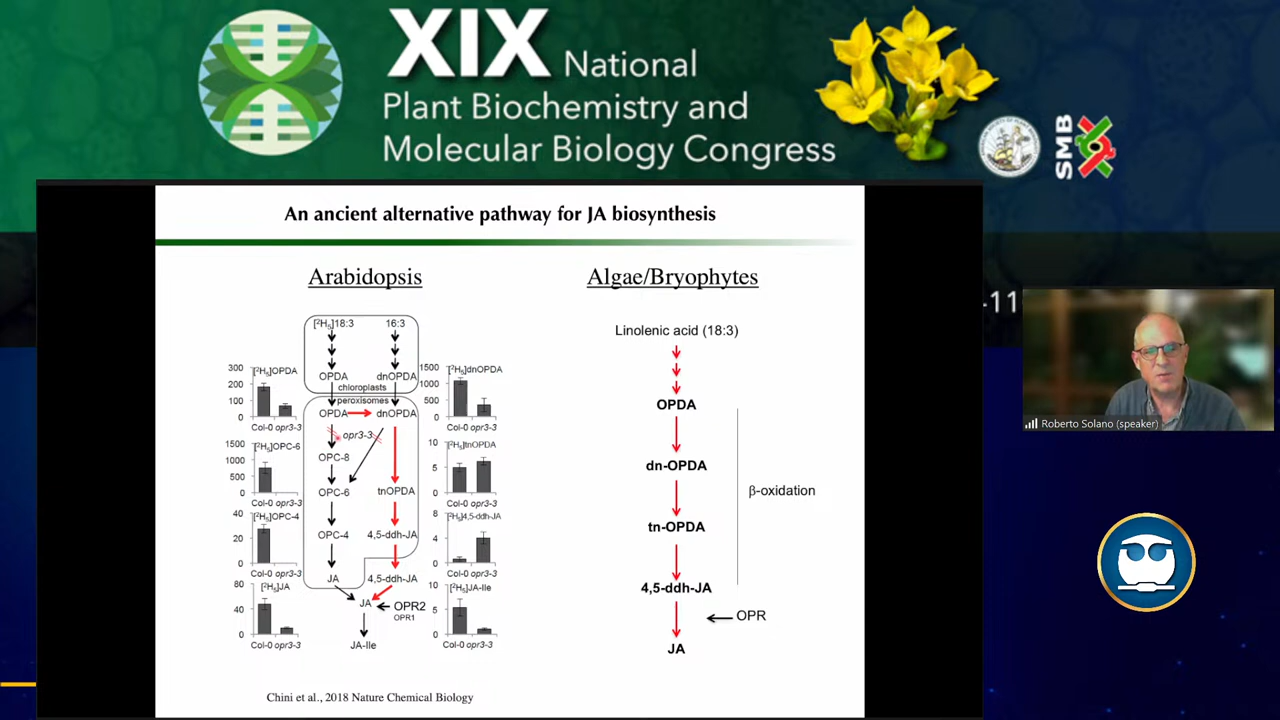 XIX National
Plant Biochemistry and
Molecular Biology Congress
SMB
-11
An ancient alternative pathway for JA biosynthesis
Arabidopsis
Algae/Bryophytes
[²H₅]18:3 16:3
OPDA dnOPDA
chloroplasts
peroxisomes
OPDA dnOPDA
opr3-3
OPC-8
OPC-6 tnOPDA
OPC-4 4,5-ddh-JA
JA 4,5-ddh-JA
JA OPR2
OPR1
JA-Ile
[²H₅]OPDA
300
200
100
0
Col-0 opr3-3
[²H₅]OPC-6
1500
1000
500
0
Col-0 opr3-3
[²H₅]OPC-4
40
20
0
Col-0 opr3-3
[²H₅]JA
80
40
0
Col-0 opr3-3
[²H₅]dnOPDA
1500
1000
500
0
Col-0 opr3-3
[²H₅]tnOPDA
10
5
0
Col-0 opr3-3
[²H₅]4,5-ddh-JA
8
4
0
Col-0 opr3-3
[²H₅]JA-Ile
10
5
0
Col-0 opr3-3
Linolenic acid (18:3)
OPDA
dn-OPDA
β-oxidation
tn-OPDA
4,5-ddh-JA
OPR
JA
Chini et al., 2018 Nature Chemical Biology
Roberto Solano (speaker)